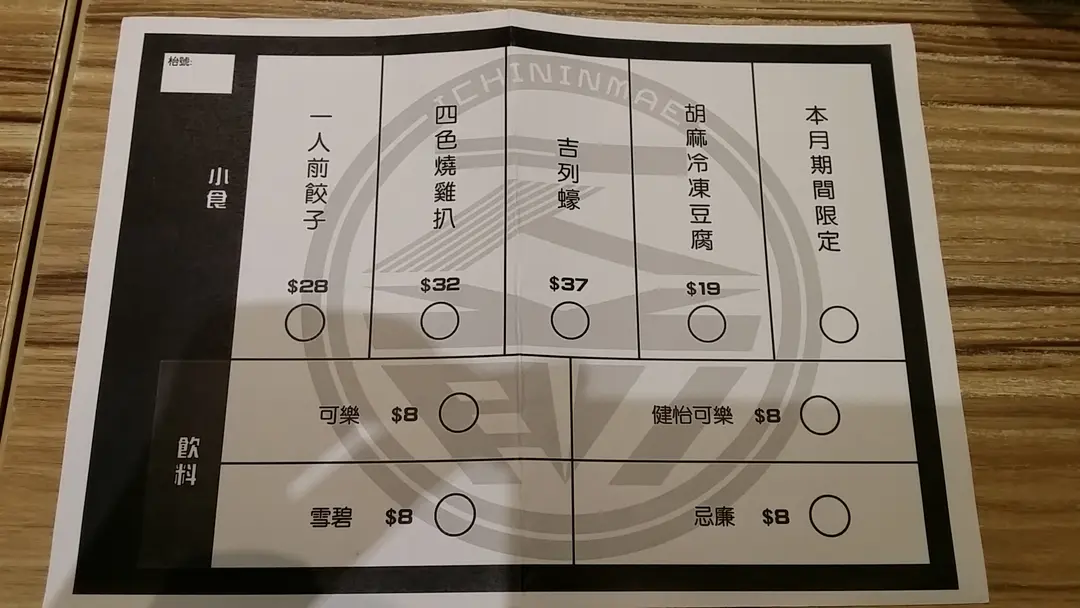 枱號:
小食
一人前餃子
$28
四色燒雞扒
$32
吉列蠔
$37
胡麻冷凍豆腐
$19
本月期間限定
ICHININMAE
飲料
可樂 $8
健怡可樂 $8
雪碧 $8
忌廉 $8